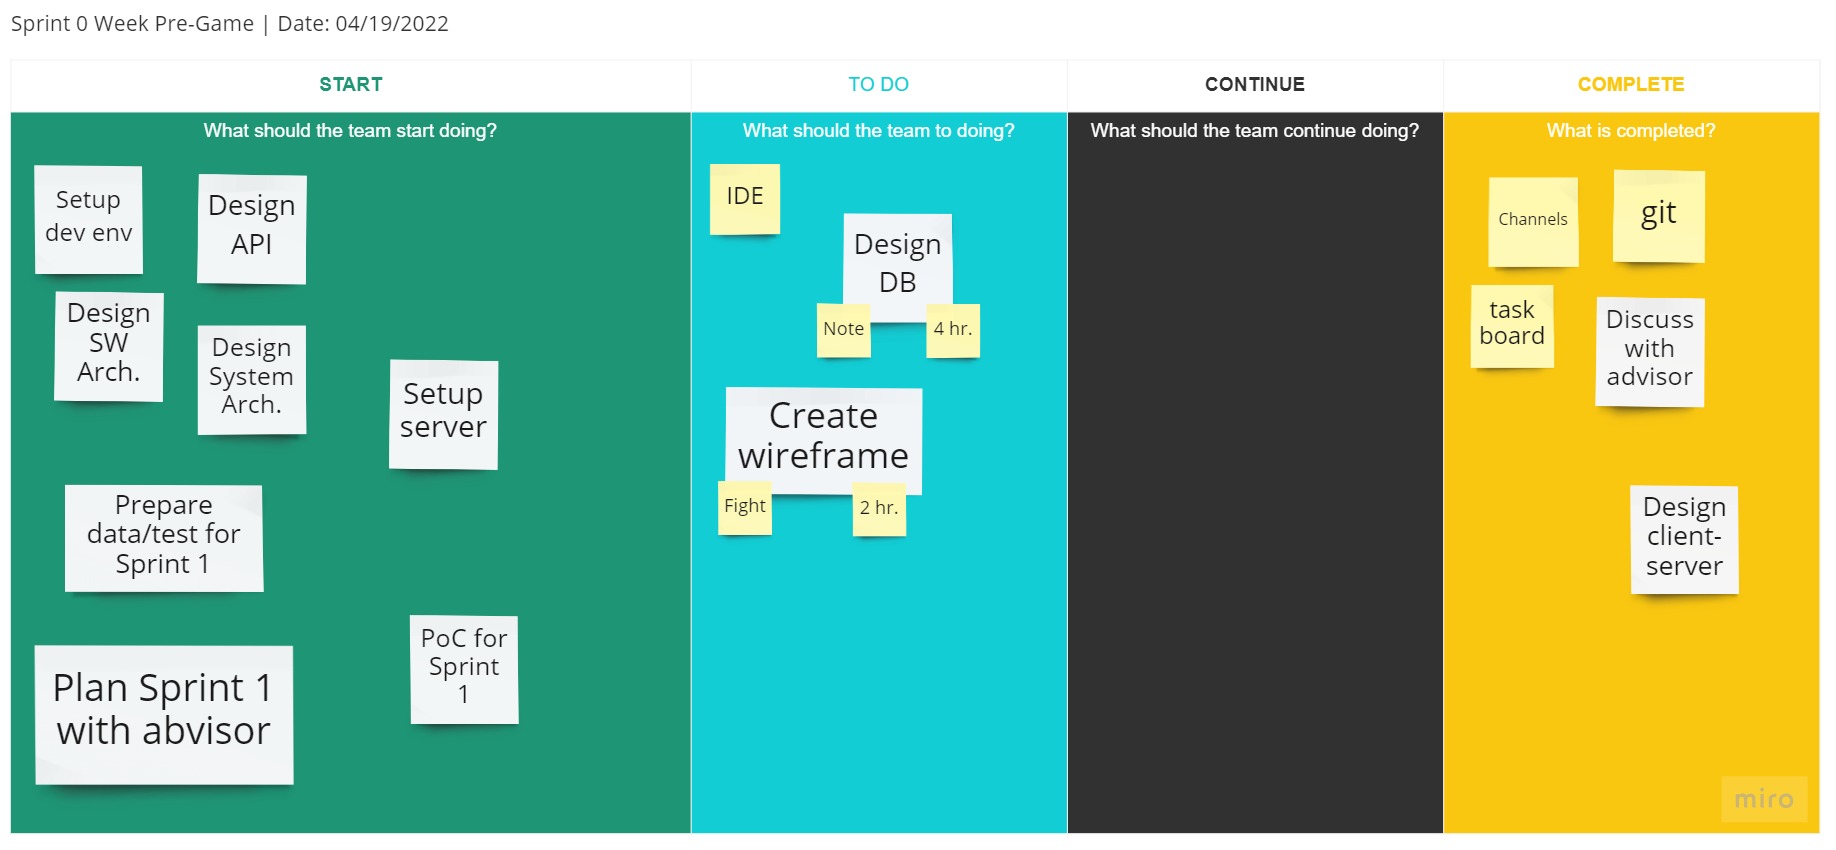 Sprint 0 Week Pre-Game | Date: 04/19/2022
START
What should the team start doing?
Setup
dev env
Design
API
Design
SW
Arch.
Design
System
Arch.
Setup
server
Prepare
data/test for
Sprint 1
PoC for
Sprint
1
Plan Sprint 1
with abvisor
TO DO
What should the team to doing?
IDE
Design
DB
Note
4 hr.
Create
wireframe
Fight
2 hr.
CONTINUE
What should the team continue doing?
COMPLETE
What is completed?
Channels
git
task
board
Discuss
with
advisor
Design
client-
server
miro